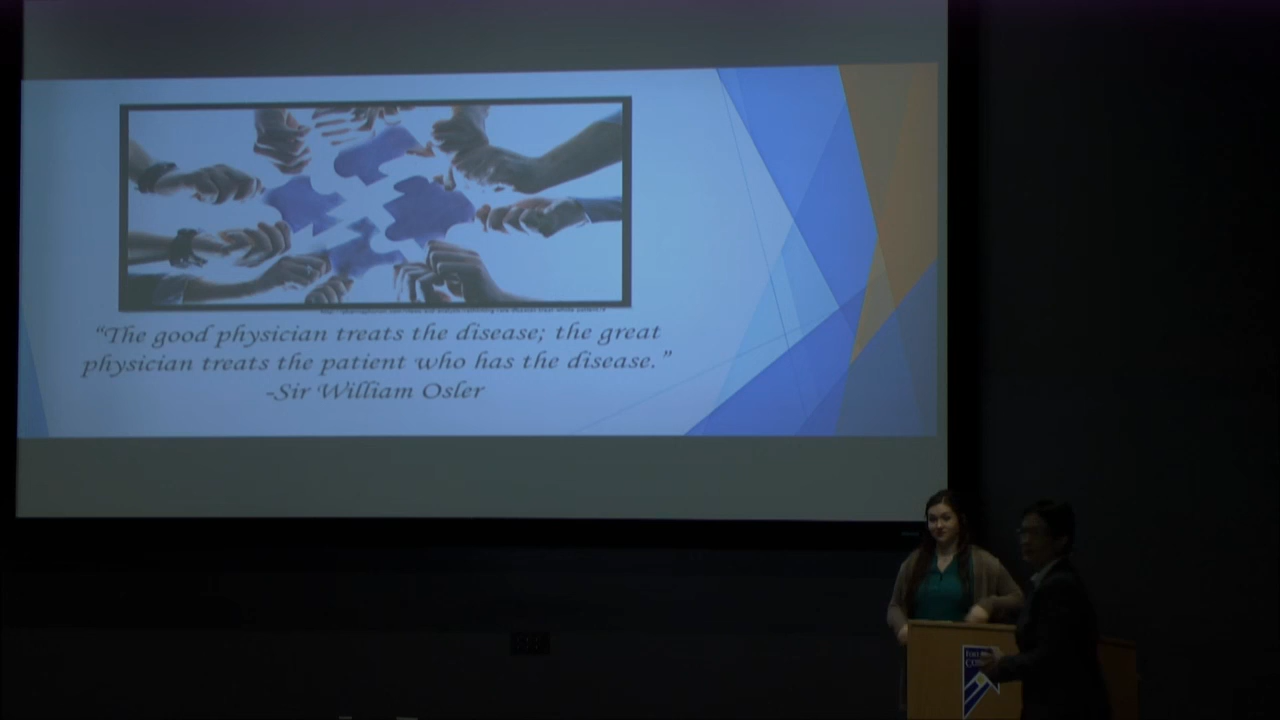 “The good physician treats the disease; the great
physician treats the patient who has the disease.”
-Sir William Osler